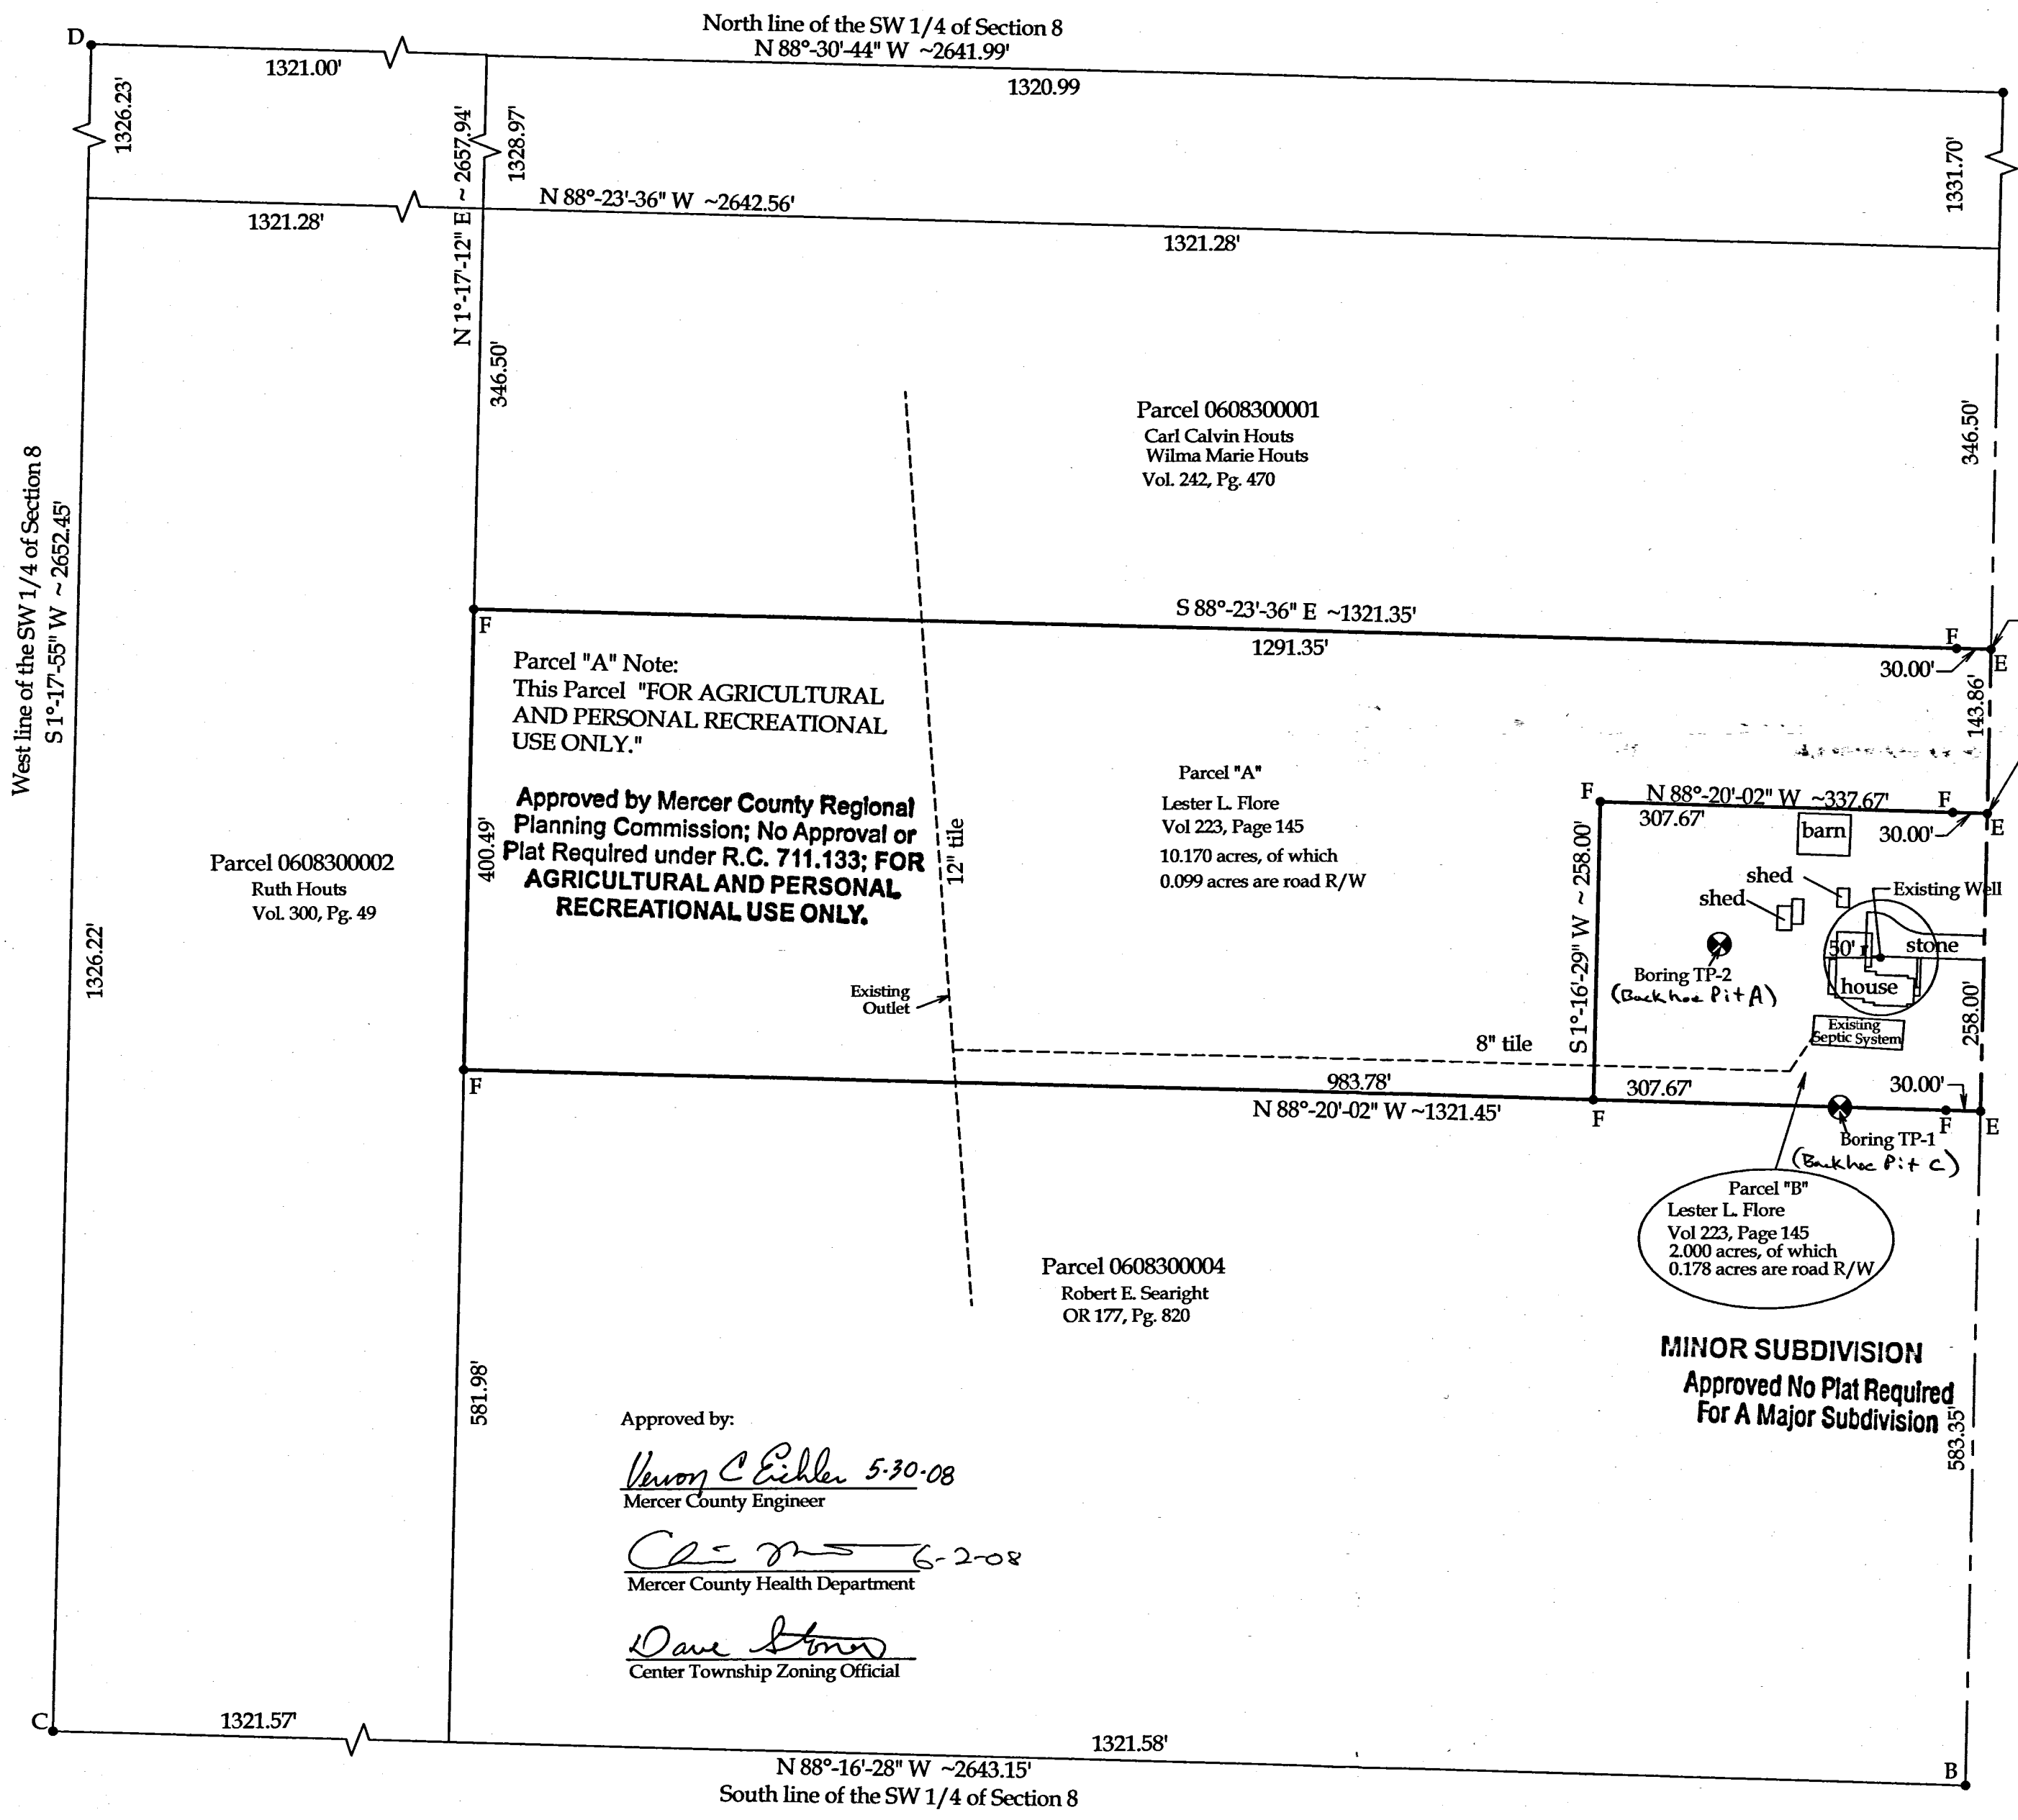 North line of the SW 1/4 of Section 8
N 88°-30'-44" W ~2641.99'
D
1321.00'
1320.99
1326.23'
N 1°-17'-12" E ~ 2657.94'
1328.97'
1331.70'
N 88°-23'-36" W ~2642.56'
1321.28'
1321.28'
346.50'
346.50'
Parcel 0608300001
Carl Calvin Houts
Wilma Marie Houts
Vol. 242, Pg. 470
West line of the SW 1/4 of Section 8
S 1°-17'-55" W ~ 2652.45'
S 88°-23'-36" E ~1321.35'
1291.35'
F
F
30.00'
E
143.86'
Parcel "A" Note:
This Parcel "FOR AGRICULTURAL
AND PERSONAL RECREATIONAL
USE ONLY."
Approved by Mercer County Regional
Planning Commission; No Approval or
Plat Required under R.C. 711.133; FOR
AGRICULTURAL AND PERSONAL
RECREATIONAL USE ONLY.
400.49'
12" tile
Parcel "A"
Lester L. Flore
Vol 223, Page 145
10.170 acres, of which
0.099 acres are road R/W
F
N 88°-20'-02" W ~337.67'
F
307.67'
30.00'
E
barn
shed
shed
Existing Well
stone
50' r
house
S 1°-16'-29" W ~ 258.00'
Boring TP-2
(Backhoe Pit A)
Existing
Septic System
258.00'
Parcel 0608300002
Ruth Houts
Vol. 300, Pg. 49
1326.22'
Existing
Outlet
8" tile
F
983.78'
N 88°-20'-02" W ~1321.45'
307.67'
30.00'
F
F
E
Boring TP-1
(Backhoe Pit C)
Parcel "B"
Lester L. Flore
Vol 223, Page 145
2.000 acres, of which
0.178 acres are road R/W
Parcel 0608300004
Robert E. Searight
OR 177, Pg. 820
MINOR SUBDIVISION
Approved No Plat Required
For A Major Subdivision
581.98'
583.35'
Approved by:
Vernon C Eichler 5-30-08
Mercer County Engineer
6-2-08
Mercer County Health Department
Dave Stoner
Center Township Zoning Official
C
1321.57'
1321.58'
B
N 88°-16'-28" W ~2643.15'
South line of the SW 1/4 of Section 8